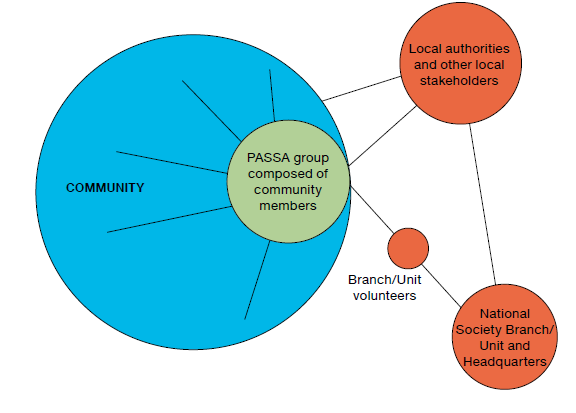 Local authorities
and other local
stakeholders
PASSA group
composed of
community
members
COMMUNITY
Branch/Unit
volunteers
National
Society Branch/
Unit and
Headquarters